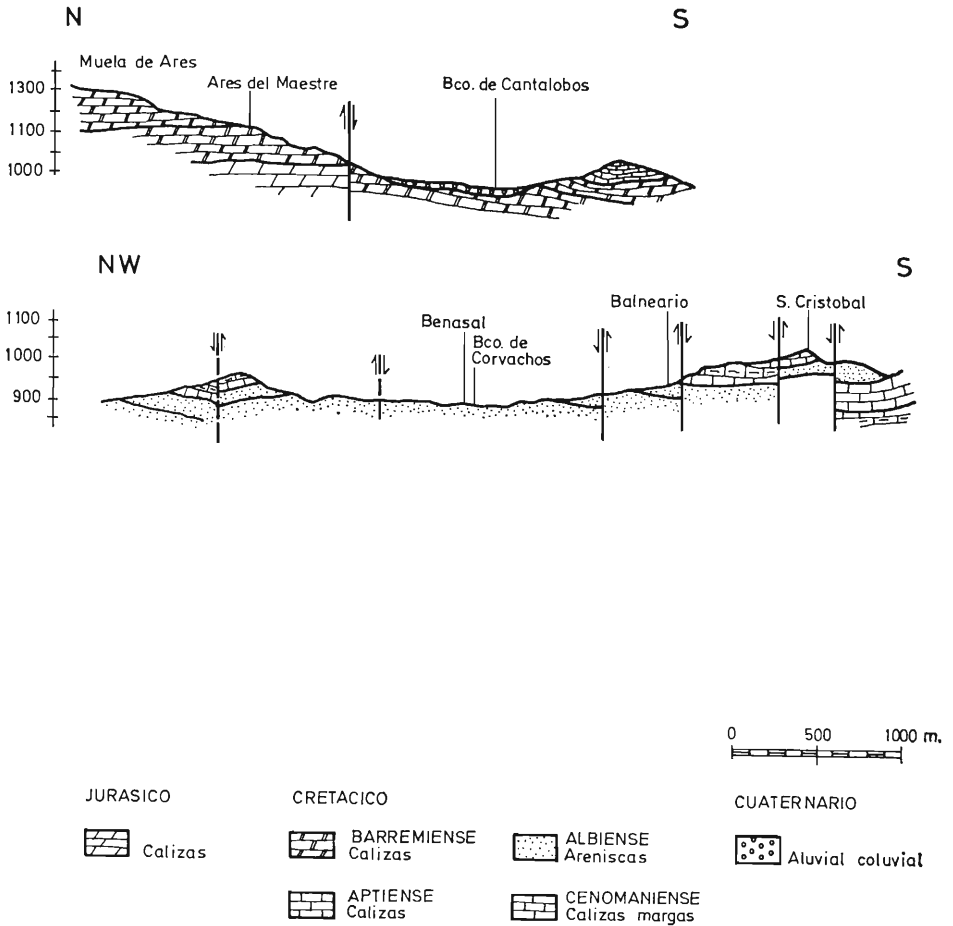 N
S
Muela de Ares
Ares del Maestre
Bco. de Cantalobos
1300
1100
1000
NW
S
Benasal
Bco. de
Corvachos
Balneario
S. Cristobal
1100
1000
900
0 500 1000 m.
JURASICO
Calizas
CRETACICO
BARREMIENSE
Calizas
APTIENSE
Calizas
ALBIENSE
Areniscas
CENOMANIENSE
Calizas margas
CUATERNARIO
Aluvial coluvial